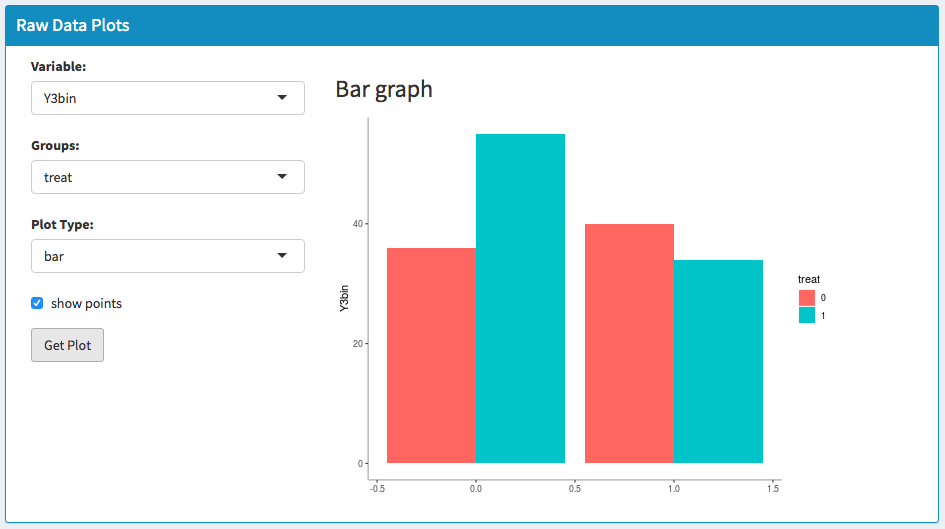 Raw Data Plots
Variable:
Y3bin
Groups:
treat
Plot Type:
bar
show points
Get Plot
Bar graph
40
20
0
Y3bin
-0.5 0.0 0.5 1.0 1.5
treat
0
1